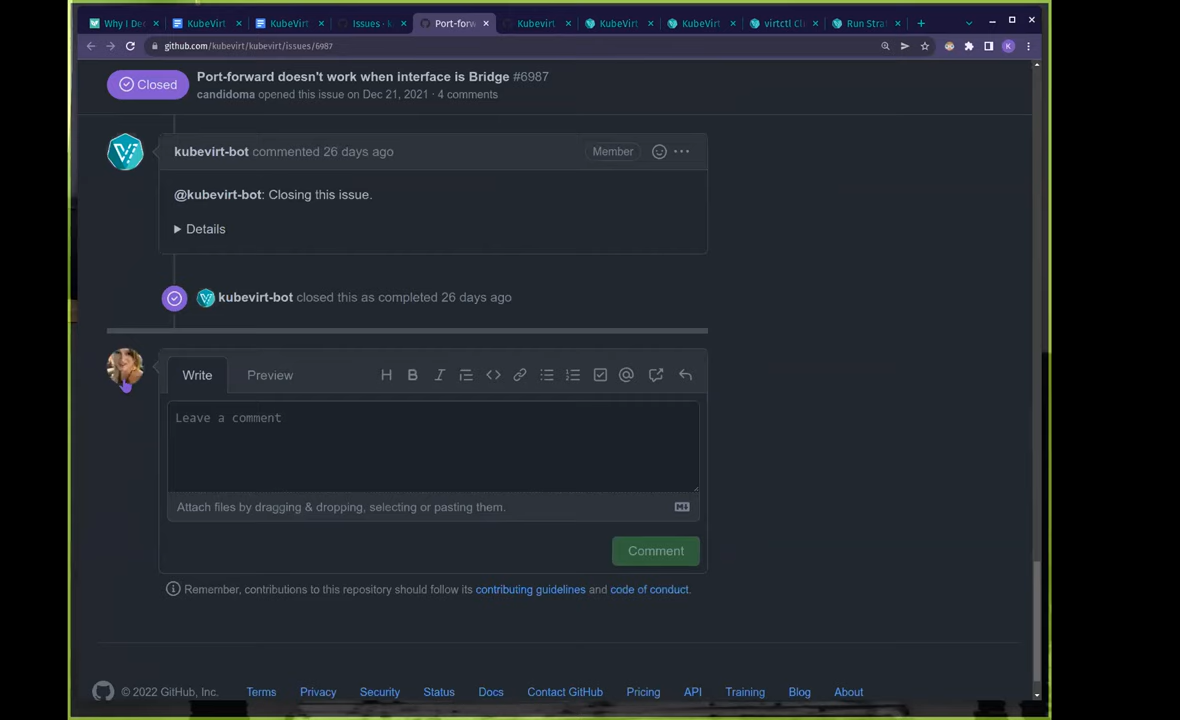 Why I Dec
KubeVirt
KubeVirt
Issues · k
Port-forw
Kubevirt
KubeVirt
KubeVirt
virtctl Cl
Run Stra
github.com/kubevirt/kubevirt/issues/6987
K
Closed
Port-forward doesn't work when interface is Bridge #6987
candidoma opened this issue on Dec 21, 2021 · 4 comments
kubevirt-bot commented 26 days ago
Member
@kubevirt-bot: Closing this issue.
Details
kubevirt-bot closed this as completed 26 days ago
Write
Preview
Leave a comment
Attach files by dragging & dropping, selecting or pasting them.
Comment
Remember, contributions to this repository should follow its contributing guidelines and code of conduct.
© 2022 GitHub, Inc.
Terms
Privacy
Security
Status
Docs
Contact GitHub
Pricing
API
Training
Blog
About